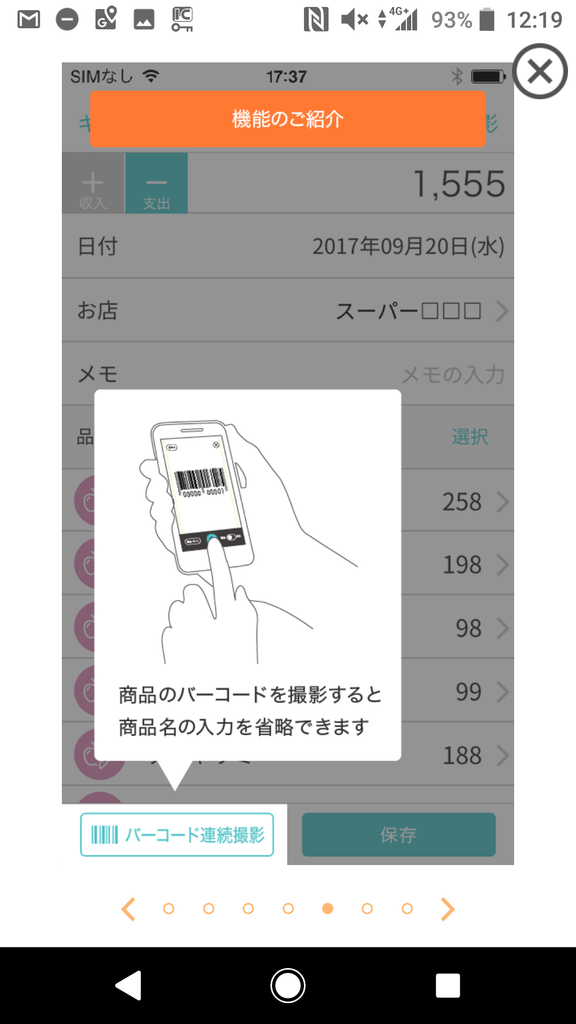 4G+
93%
12:19
SIMなし
17:37
機能のご紹介
影
+
収入
−
支出
1,555
日付
2017年09月20日(水)
お店
スーパー□□□
メモ
メモの入力
品
選択
258
198
98
99
188
00000 00001
商品のバーコードを撮影すると
商品名の入力を省略できます
バーコード連続撮影
保存